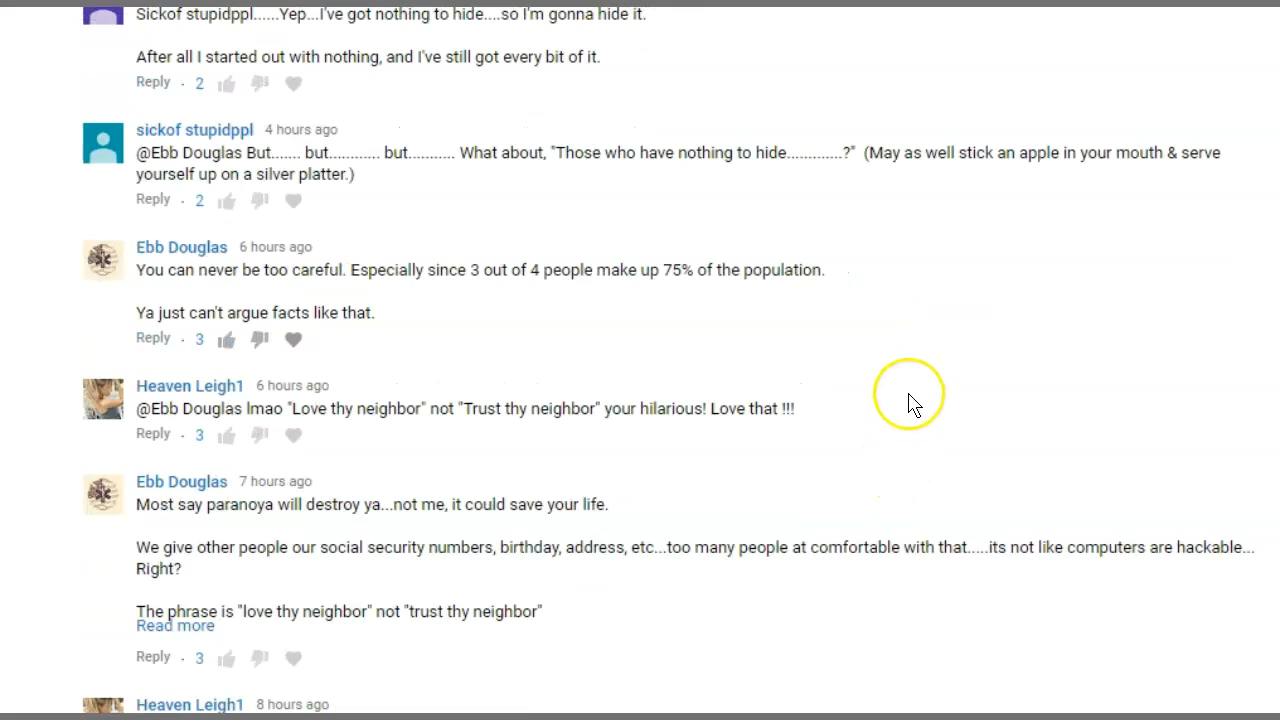 Sickof stupidppl......Yep...I've got nothing to hide....so I'm gonna hide it.
After all I started out with nothing, and I've still got every bit of it.
Reply . 2
sickof stupidppl 4 hours ago
@Ebb Douglas But....... but............ but........... What about, "Those who have nothing to hide.............?" (May as well stick an apple in your mouth & serve
yourself up on a silver platter.)
Reply . 2
Ebb Douglas 6 hours ago
You can never be too careful. Especially since 3 out of 4 people make up 75% of the population.
Ya just can't argue facts like that.
Reply . 3
Heaven Leigh1 6 hours ago
@Ebb Douglas lmao "Love thy neighbor" not "Trust thy neighbor" your hilarious! Love that !!!
Reply . 3
Ebb Douglas 7 hours ago
Most say paranoya will destroy ya...not me, it could save your life.
We give other people our social security numbers, birthday, address, etc...too many people at comfortable with that.....its not like computers are hackable...
Right?
The phrase is "love thy neighbor" not "trust thy neighbor"
Read more
Reply . 3
Heaven Leigh1 8 hours ago